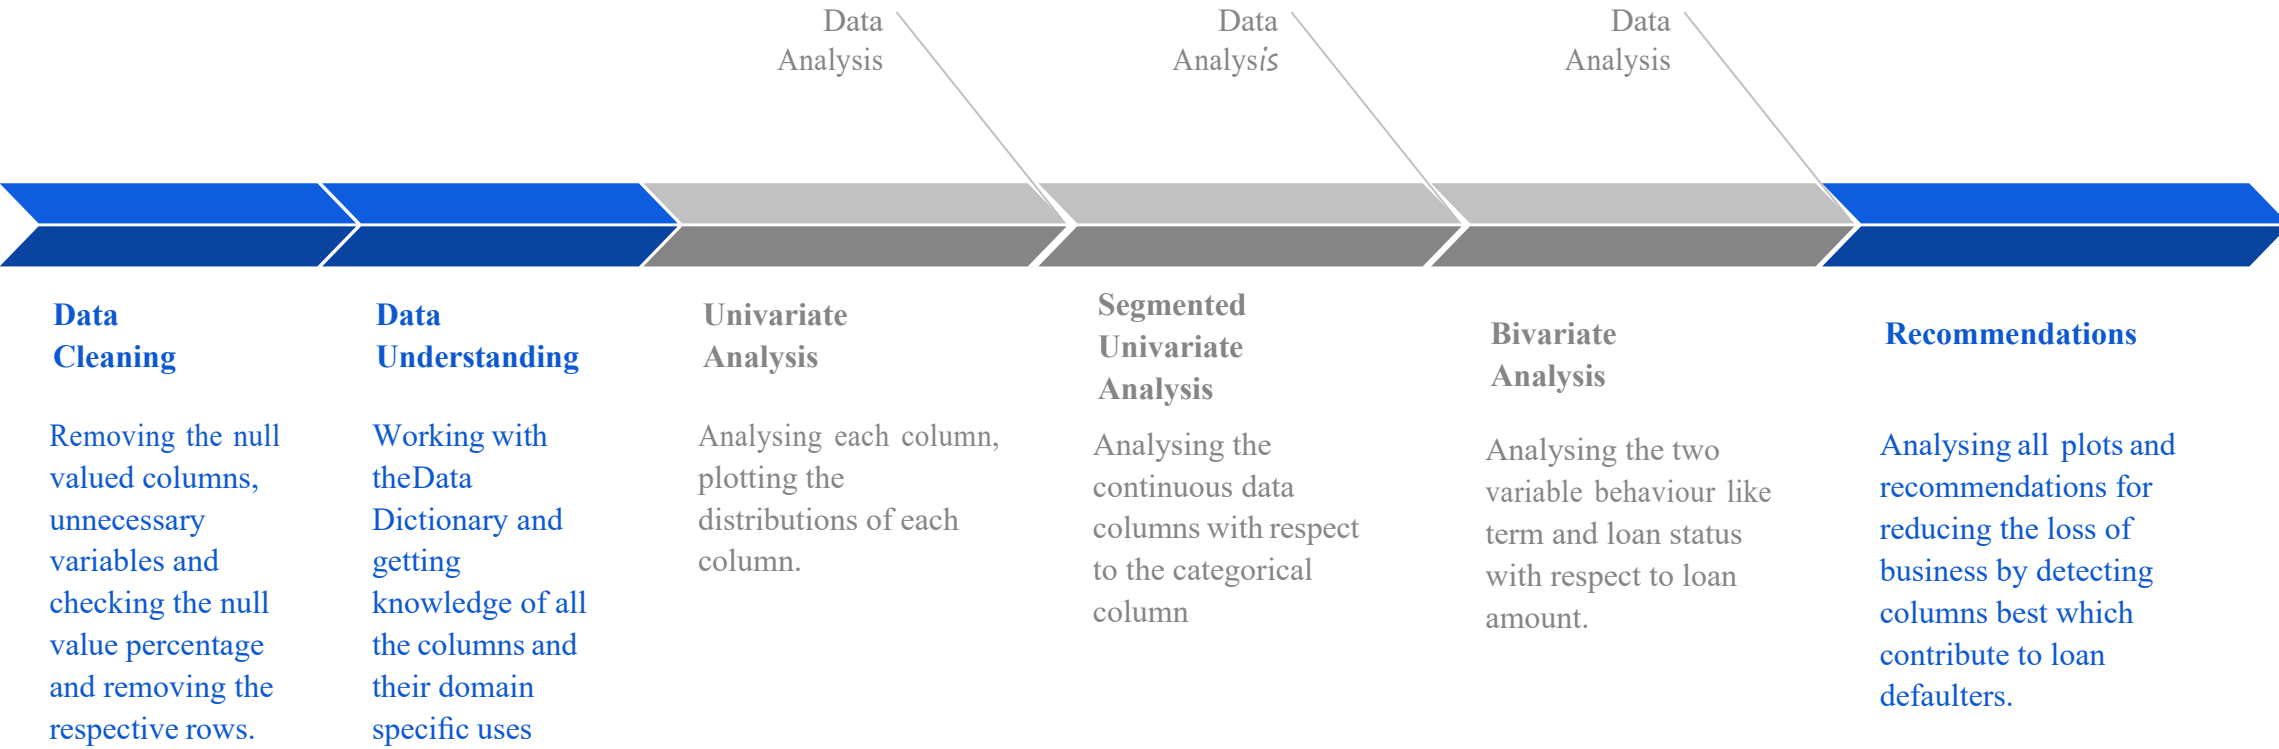 Data
Analysis
Data
Analysis
Data
Analysis
Data
Cleaning
Removing the null
valued columns,
unnecessary
variables and
checking the null
value percentage
and removing the
respective rows.
Data
Understanding
Working with
theData
Dictionary and
getting
knowledge of all
the columns and
their domain
specific uses
Univariate
Analysis
Analysing each column,
plotting the
distributions of each
column.
Segmented
Univariate
Analysis
Analysing the
continuous data
columns with respect
to the categorical
column
Bivariate
Analysis
Analysing the two
variable behaviour like
term and loan status
with respect to loan
amount.
Recommendations
Analysing all plots and
recommendations for
reducing the loss of
business by detecting
columns best which
contribute to loan
defaulters.